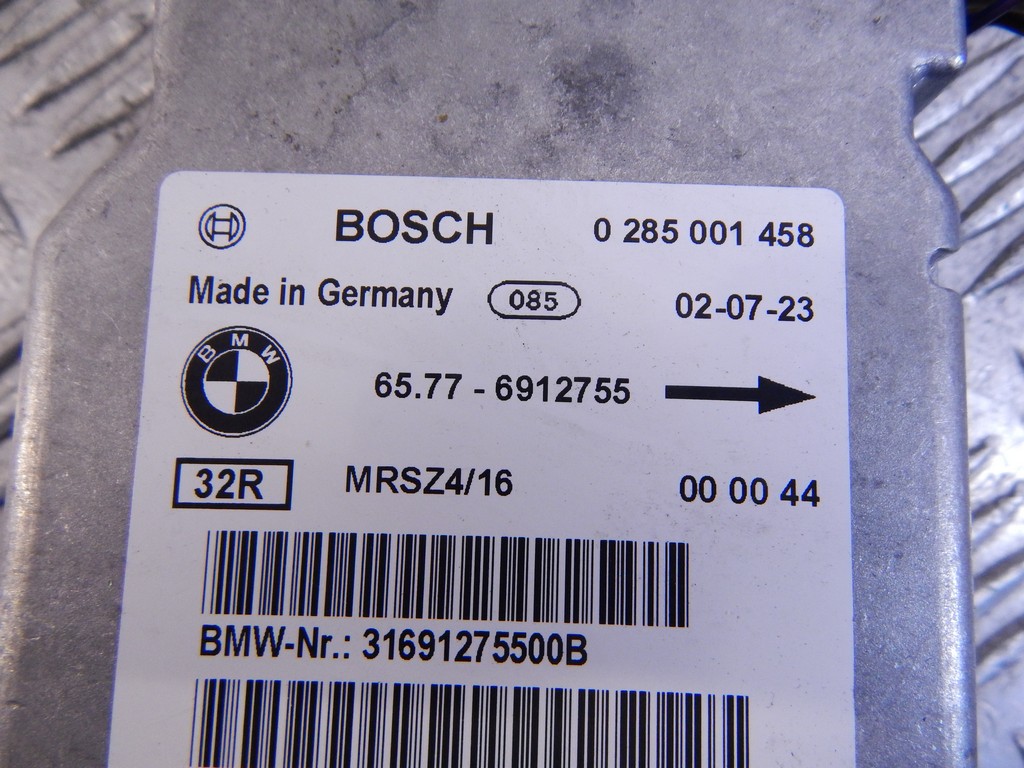 BOSCH 0 285 001 458
Made in Germany 085 02-07-23
BMW 65.77 - 6912755
32R MRSZ4/16 00 00 44
BMW-Nr.: 31691275500B